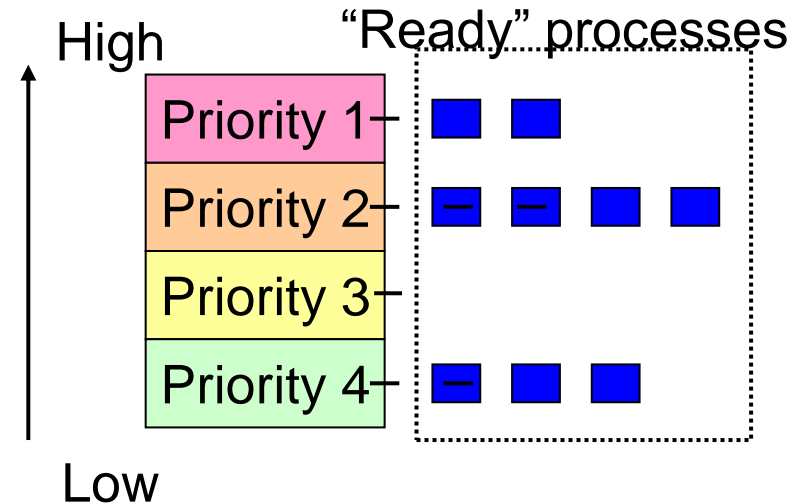 “Ready” processes
High
Priority 1
Priority 2
Priority 3
Priority 4
Low